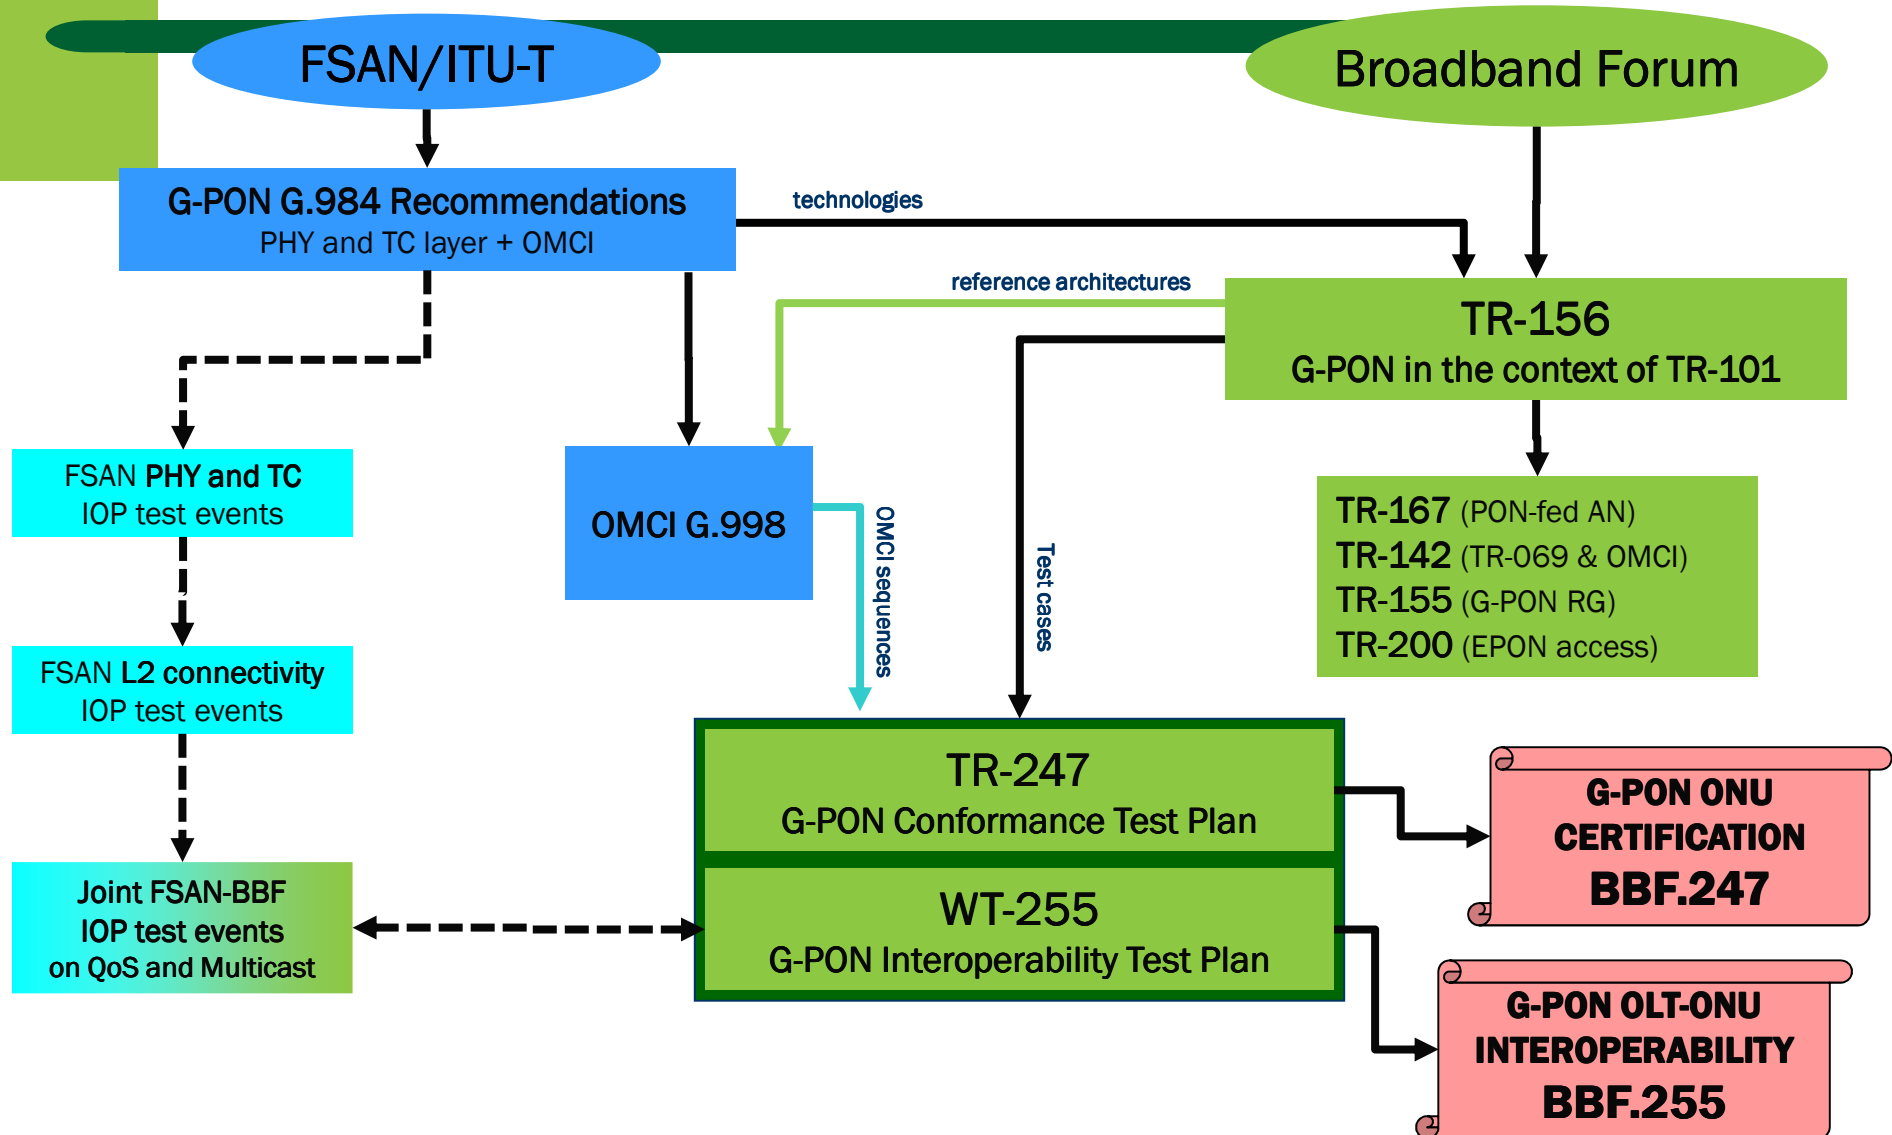 FSAN/ITU-T
Broadband Forum
G-PON G.984 Recommendations
PHY and TC layer + OMCI
technologies
reference architectures
TR-156
G-PON in the context of TR-101
FSAN PHY and TC
IOP test events
OMCI G.998
OMCI sequences
Test cases
TR-167 (PON-fed AN)
TR-142 (TR-069 & OMCI)
TR-155 (G-PON RG)
TR-200 (EPON access)
FSAN L2 connectivity
IOP test events
TR-247
G-PON Conformance Test Plan
G-PON ONU
CERTIFICATION
BBF.247
Joint FSAN-BBF
IOP test events
on QoS and Multicast
WT-255
G-PON Interoperability Test Plan
G-PON OLT-ONU
INTEROPERABILITY
BBF.255